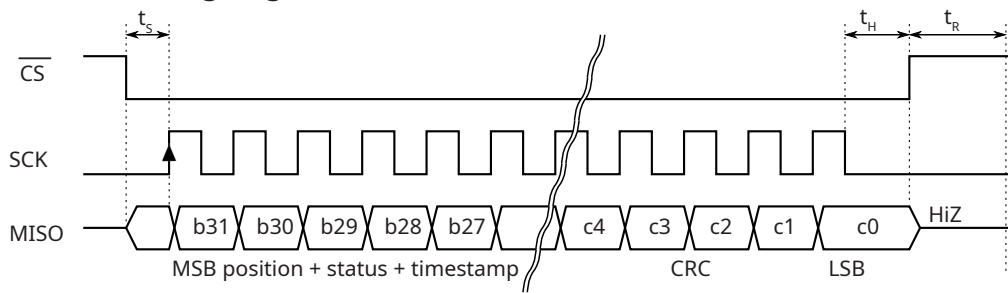 tS tH tR
CS
SCK
MISO b31 b30 b29 b28 b27 c4 c3 c2 c1 c0 HiZ
MSB position + status + timestamp CRC LSB